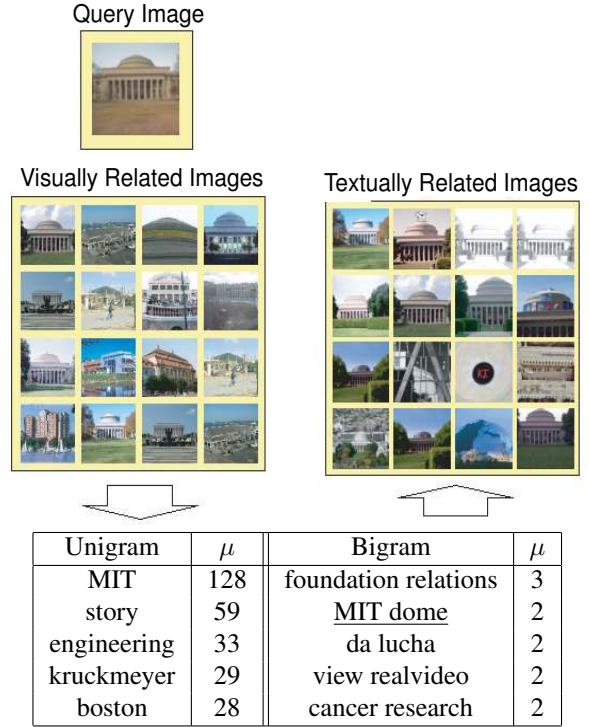 Query Image
Visually Related Images
Textually Related Images
Unigram μ Bigram μ
MIT 128 foundation relations 3
story 59 MIT dome 2
engineering 33 da lucha 2
kruckmeyer 29 view realvideo 2
boston 28 cancer research 2